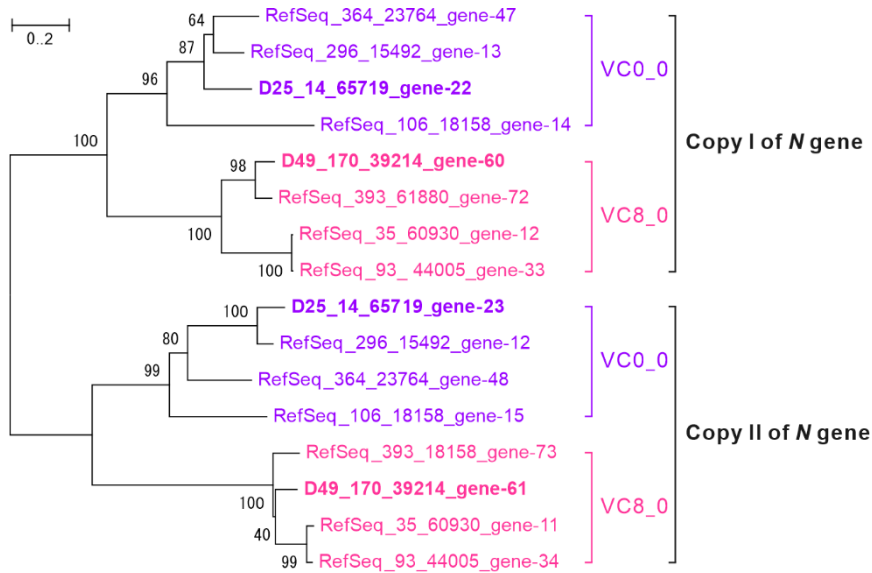 RefSeq_364_23764_gene-47
64
0..2
87
RefSeq_296_15492_gene-13
VC0_0
96
D25_14_65719_gene-22
RefSeq_106_18158_gene-14
100
Copy I of N gene
98
D49_170_39214_gene-60
RefSeq_393_61880_gene-72
VC8_0
100
RefSeq_35_60930_gene-12
100
RefSeq_93_ 44005_gene-33
100
D25_14_65719_gene-23
80
RefSeq_296_15492_gene-12
VC0_0
99
RefSeq_364_23764_gene-48
RefSeq_106_18158_gene-15
Copy II of N gene
RefSeq_393_18158_gene-73
100
D49_170_39214_gene-61
VC8_0
40
RefSeq_35_60930_gene-11
99
RefSeq_93_44005_gene-34